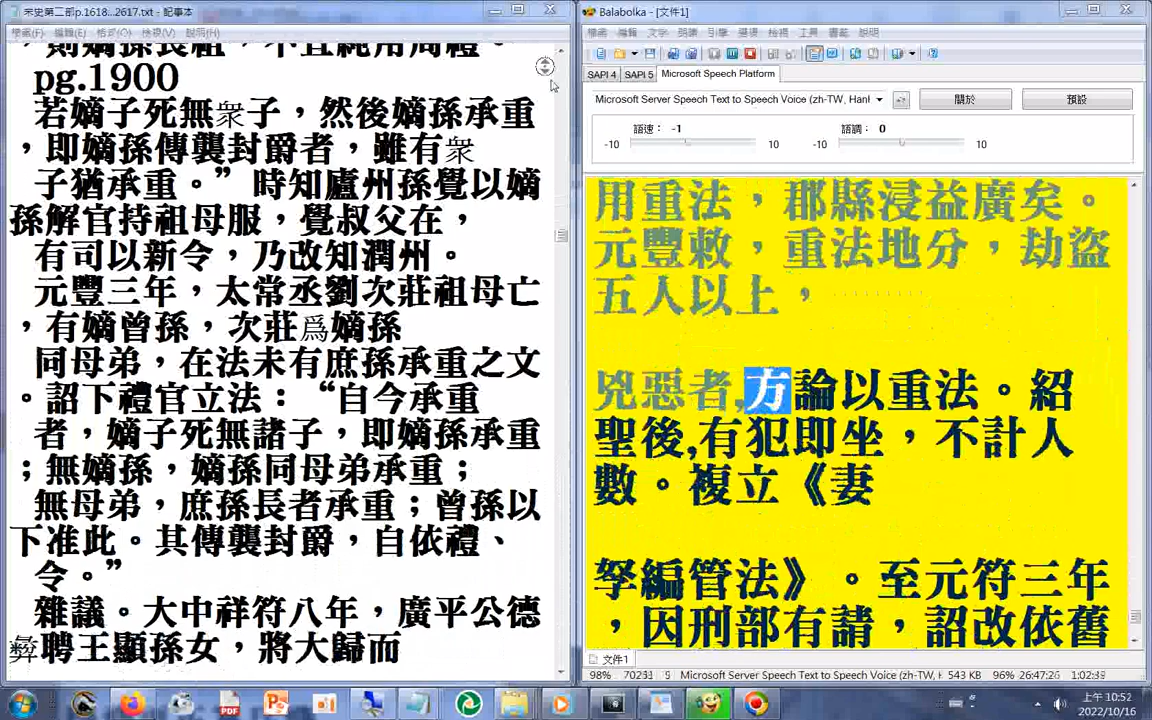 宋史第二部p.1618...2617.txt - 記事本
檔案(F) 編輯(E) 格式(O) 檢視(V) 說明(H)
，則嫡孫長祖，不宜純用周禮。
pg.1900
若嫡子死無衆子，然後嫡孫承重
，即嫡孫傳襲封爵者，雖有衆
子猶承重。”時知廬州孫覺以嫡
孫解官持祖母服，覺叔父在，
有司以新令，乃改知潤州。
元豐三年，太常丞劉次莊祖母亡
，有嫡曾孫，次莊爲嫡孫
同母弟，在法未有庶孫承重之文
。詔下禮官立法：“自今承重
者，嫡子死無諸子，即嫡孫承重
；無嫡孫，嫡孫同母弟承重；
無母弟，庶孫長者承重；曾孫以
下准此。其傳襲封爵，自依禮、
令。”
雜議。大中祥符八年，廣平公德
彝聘王顯孫女，將大歸而
Balabolka - [文件1]
檔案 編輯 文字 朗讀 引擎 選項 檢視 工具 書籤 說明
SAPI 4 SAPI 5 Microsoft Speech Platform
Microsoft Server Speech Text to Speech Voice (zh-TW, Hanl 關於 預設
語速： -1 語調： 0
-10 10 -10 10
用重法，郡縣浸益廣矣。
元豐敕，重法地分，劫盜
五人以上，
兇惡者,方論以重法。紹
聖後,有犯即坐，不計人
數。複立《妻
孥編管法》。至元符三年
，因刑部有請，詔改依舊
文件1
98% Microsoft Server Speech Text to Speech Voice (zh-TW, H 543 KB 96% 26:47:26 1:02:39
上午 10:52
2022/10/16